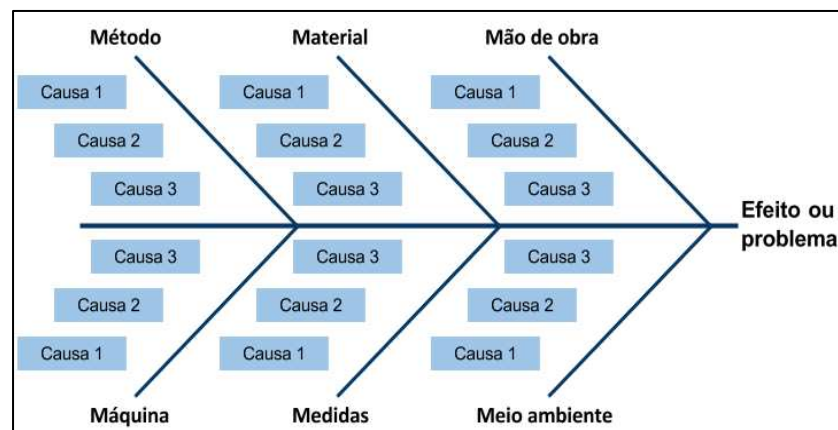 Método
Material
Mão de obra
Causa 1
Causa 1
Causa 1
Causa 2
Causa 2
Causa 2
Causa 3
Causa 3
Causa 3
Efeito ou
problema
Causa 3
Causa 3
Causa 3
Causa 2
Causa 2
Causa 2
Causa 1
Causa 1
Causa 1
Máquina
Medidas
Meio ambiente